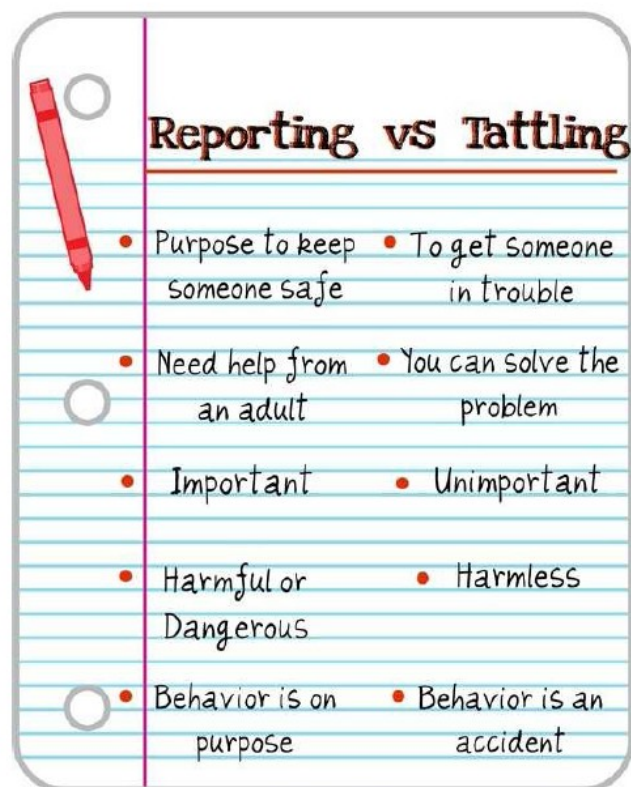 Reporting vs Tattling
• Purpose to keep
someone safe
• To get someone
in trouble
• Need help from
an adult
• You can solve the
problem
• Important
• Unimportant
• Harmful or
Dangerous
• Harmless
• Behavior is on
purpose
• Behavior is an
accident